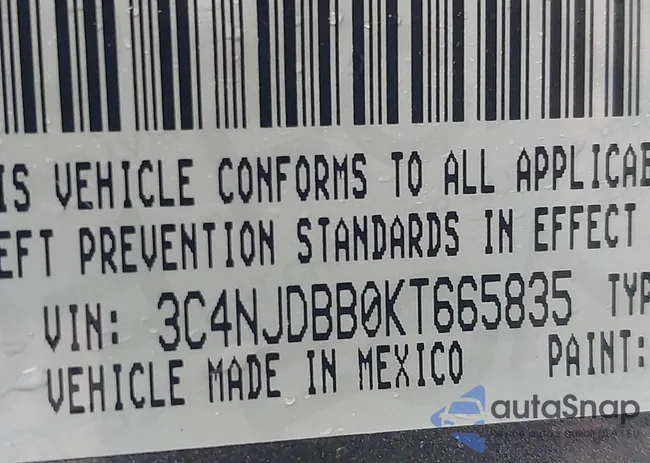 IS VEHICLE CONFORMS TO ALL APPLICAB
EFT PREVENTION STANDARDS IN EFFECT
VIN: 3C4NJDBB0KT665835 TYP
VEHICLE MADE IN MEXICO PAINT:
autaSnap